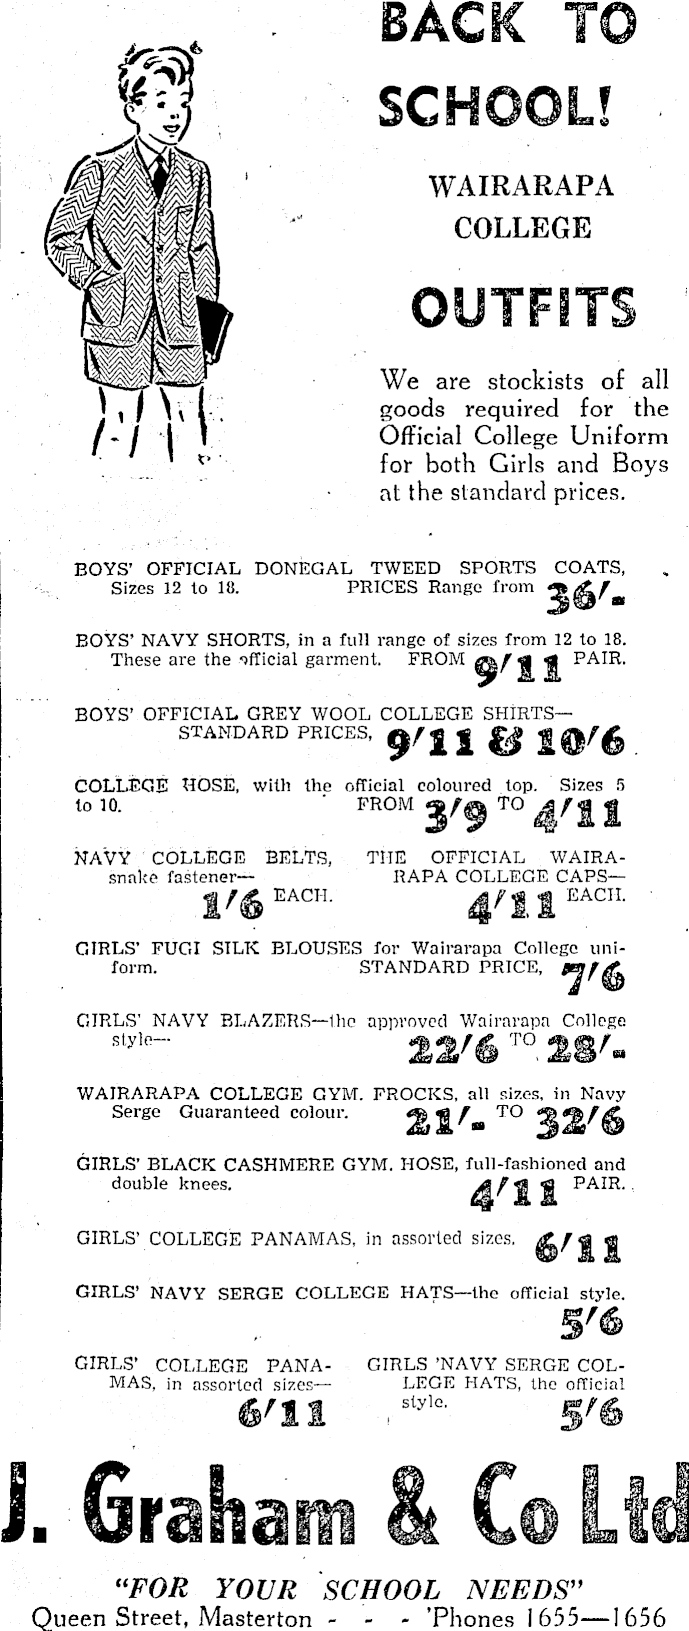 BACK TO
SCHOOL!
WAIRARAPA
COLLEGE
OUTFITS
We are stockists of all
goods required for the
Official College Uniform
for both Girls and Boys
at the standard prices.
BOYS' OFFICIAL DONEGAL TWEED SPORTS COATS,
Sizes 12 to 18. PRICES Range from 36/-
BOYS' NAVY SHORTS, in a full range of sizes from 12 to 18.
These are the official garment. FROM 9/11 PAIR.
BOYS' OFFICIAL GREY WOOL COLLEGE SHIRTS—
STANDARD PRICES, 9/11 & 10/6
COLLEGE HOSE, with the official coloured top. Sizes 5
to 10. FROM 3/9 TO 4/11
NAVY COLLEGE BELTS,
snake fastener—
1/6 EACH.
THE OFFICIAL WAIRA-
RAPA COLLEGE CAPS—
4/11 EACH.
GIRLS' FUGI SILK BLOUSES for Wairarapa College uni-
form. STANDARD PRICE, 7/6
GIRLS' NAVY BLAZERS—the approved Wairarapa College
style— 22/6 TO 28/-
WAIRARAPA COLLEGE GYM. FROCKS, all sizes, in Navy
Serge Guaranteed colour. 21/- TO 32/6
GIRLS' BLACK CASHMERE GYM. HOSE, full-fashioned and
double knees. 4/11 PAIR.
GIRLS' COLLEGE PANAMAS, in assorted sizes. 6/11
GIRLS' NAVY SERGE COLLEGE HATS—the official style.
5/6
GIRLS' COLLEGE PANA-
MAS, in assorted sizes—
6/11
GIRLS 'NAVY SERGE COL-
LEGE HATS, the official
style. 5/6
J. Graham & Co Ltd
"FOR YOUR SCHOOL NEEDS"
Queen Street, Masterton - - - 'Phones 1655—1656